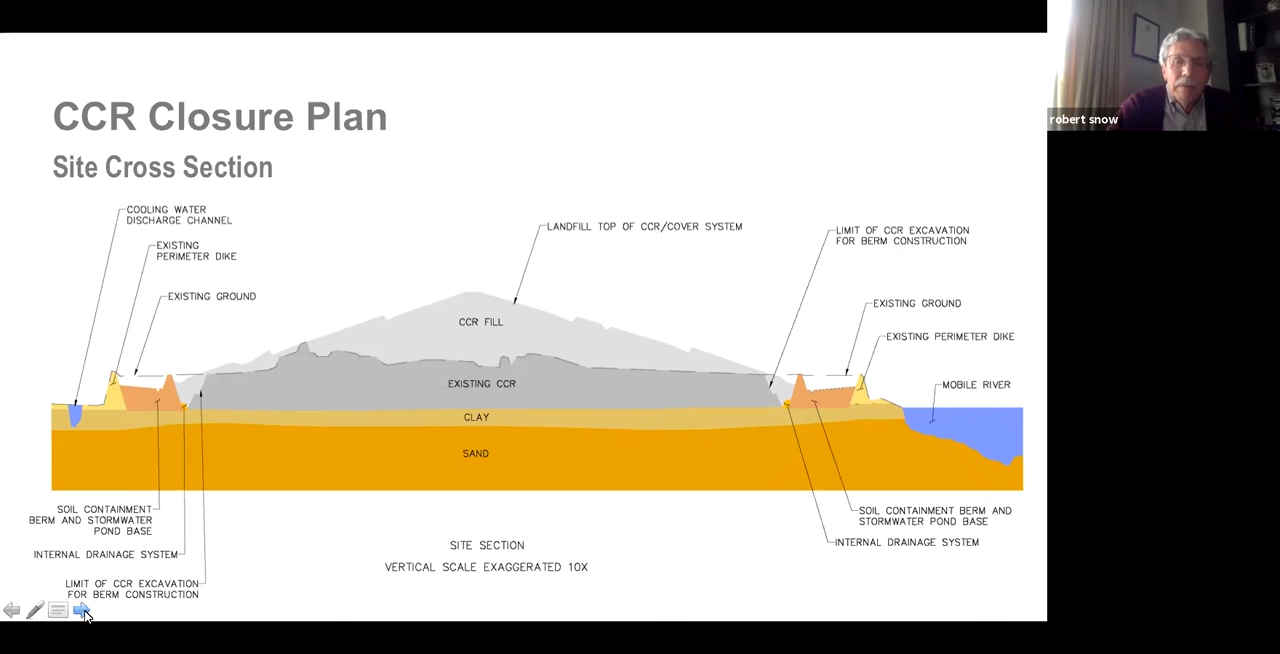 CCR Closure Plan
Site Cross Section
robert snow
COOLING WATER
DISCHARGE CHANNEL
EXISTING
PERIMETER DIKE
EXISTING GROUND
LANDFILL TOP OF CCR/COVER SYSTEM
LIMIT OF CCR EXCAVATION
FOR BERM CONSTRUCTION
EXISTING GROUND
EXISTING PERIMETER DIKE
MOBILE RIVER
CCR FILL
EXISTING CCR
CLAY
SAND
SOIL CONTAINMENT
BERM AND STORMWATER
POND BASE
INTERNAL DRAINAGE SYSTEM
LIMIT OF CCR EXCAVATION
FOR BERM CONSTRUCTION
SITE SECTION
VERTICAL SCALE EXAGGERATED 10X
SOIL CONTAINMENT BERM AND
STORMWATER POND BASE
INTERNAL DRAINAGE SYSTEM